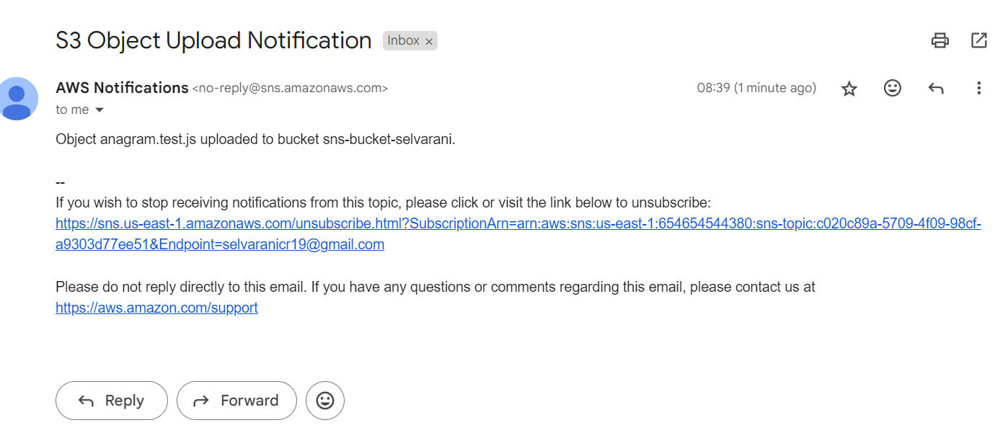 S3 Object Upload Notification Inbox ×
AWS Notifications <no-reply@sns.amazonaws.com> 08:39 (1 minute ago)
to me
Object anagram.test.js uploaded to bucket sns-bucket-selvarani.
--
If you wish to stop receiving notifications from this topic, please click or visit the link below to unsubscribe:
https://sns.us-east-1.amazonaws.com/unsubscribe.html?SubscriptionArn=arn:aws:sns:us-east-1:654654544380:sns-topic:c020c89a-5709-4f09-98cf-
a9303d77ee51&Endpoint=selvaranicr19@gmail.com
Please do not reply directly to this email. If you have any questions or comments regarding this email, please contact us at
https://aws.amazon.com/support
Reply Forward